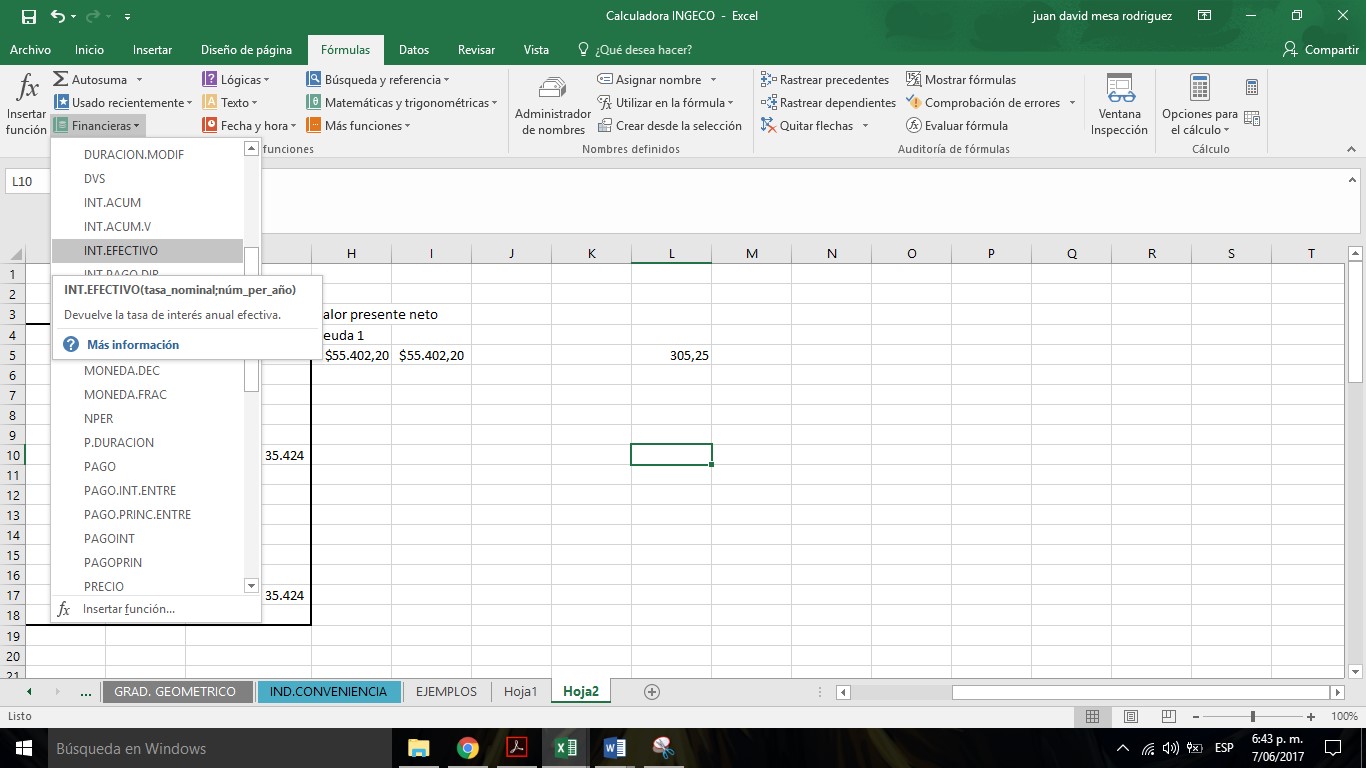 Calculadora INGECO - Excel
juan david mesa rodriguez
Archivo Inicio Insertar Diseño de página Fórmulas Datos Revisar Vista ¿Qué desea hacer? Compartir
fx Insertar función
Autosuma
Usado recientemente
Financieras
Lógicas
Texto
Fecha y hora
Búsqueda y referencia
Matemáticas y trigonométricas
Más funciones
funciones
Administrador de nombres
Asignar nombre
Utilizar en la fórmula
Crear desde la selección
Nombres definidos
Rastrear precedentes
Rastrear dependientes
Quitar flechas
Mostrar fórmulas
Comprobación de errores
Evaluar fórmula
Auditoría de fórmulas
Ventana Inspección
Opciones para el cálculo
Cálculo
L10
DURACION.MODIF
DVS
INT.ACUM
INT.ACUM.V
INT.EFECTIVO
INT.PAGO.DIR
INT.EFECTIVO(tasa_nominal;núm_per_año)
Devuelve la tasa de interés anual efectiva.
? Más información
MONEDA.DEC
MONEDA.FRAC
NPER
P.DURACION
PAGO
PAGO.INT.ENTRE
PAGO.PRINC.ENTRE
PAGOINT
PAGOPRIN
PRECIO
fx Insertar función...
H I J K L M N O P Q R S T
1
2
3 alor presente neto
4 euda 1
5 $55.402,20 $55.402,20 305,25
6
7
8
9
10 35.424
11
12
13
14
15
16
17 35.424
18
19
20
21
... GRAD. GEOMETRICO IND.CONVENIENCIA EJEMPLOS Hoja1 Hoja2
Listo
100%
Búsqueda en Windows
ESP
6:43 p. m.
7/06/2017